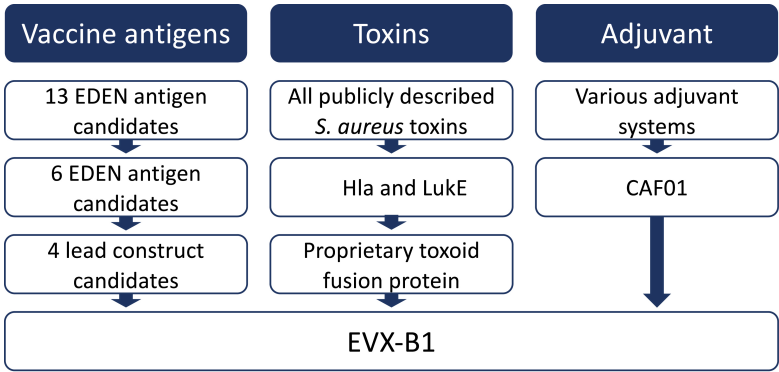 Vaccine antigens
Toxins
Adjuvant
13 EDEN antigen
candidates
All publicly described
S. aureus toxins
Various adjuvant
systems
6 EDEN antigen
candidates
Hla and LukE
CAF01
4 lead construct
candidates
Proprietary toxoid
fusion protein
EVX-B1